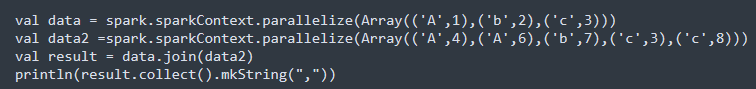 val data = spark.sparkContext.parallelize(Array(('A',1),('b',2),('c',3)))
val data2 =spark.sparkContext.parallelize(Array(('A',4),('A',6),('b',7),('c',3),('c',8)))
val result = data.join(data2)
println(result.collect().mkString(","))